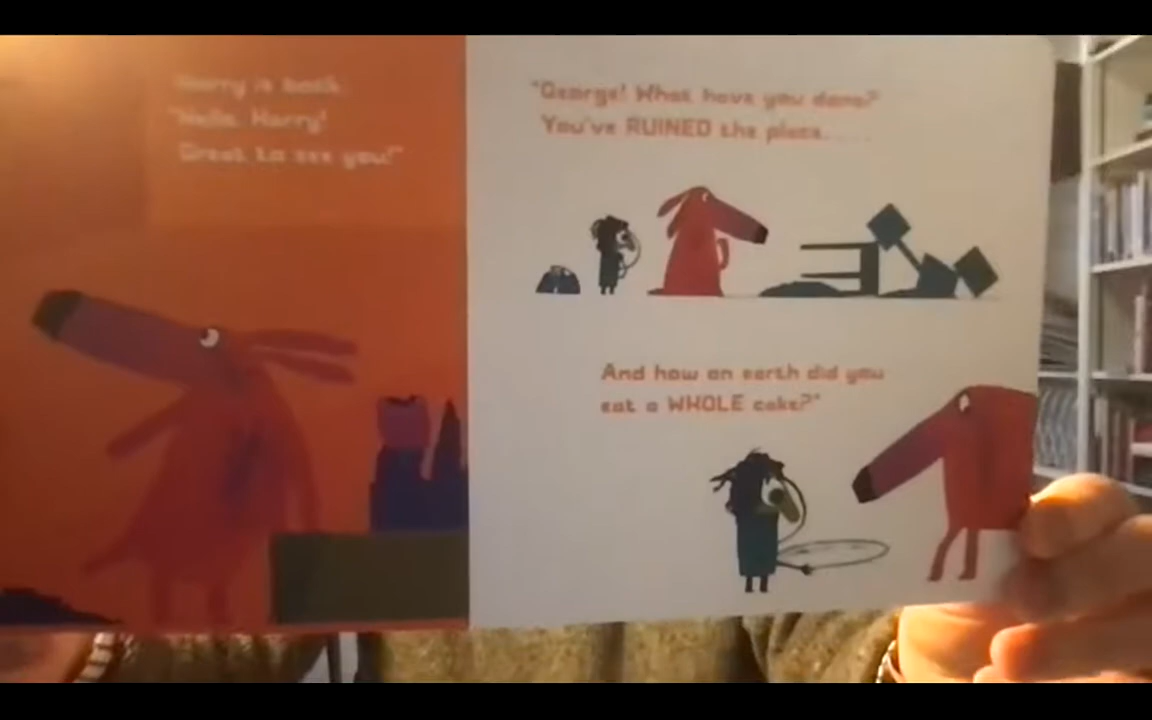 Harry is back.
"Hello, Harry!
Great to see you!"
"George! What have you done?
You've RUINED the place.....
And how on earth did you
eat a WHOLE cake?"